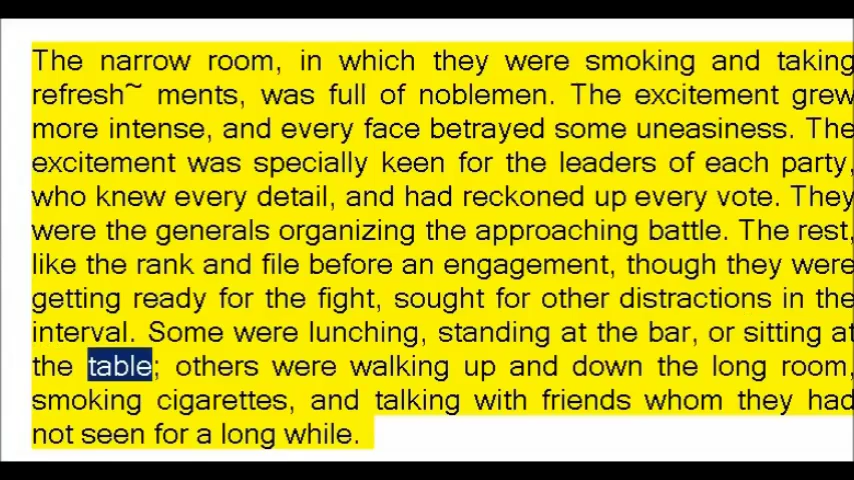 The narrow room, in which they were smoking and taking
refresh~ ments, was full of noblemen. The excitement grew
more intense, and every face betrayed some uneasiness. The
excitement was specially keen for the leaders of each party,
who knew every detail, and had reckoned up every vote. They
were the generals organizing the approaching battle. The rest,
like the rank and file before an engagement, though they were
getting ready for the fight, sought for other distractions in the
interval. Some were lunching, standing at the bar, or sitting at
the table; others were walking up and down the long room,
smoking cigarettes, and talking with friends whom they had
not seen for a long while.